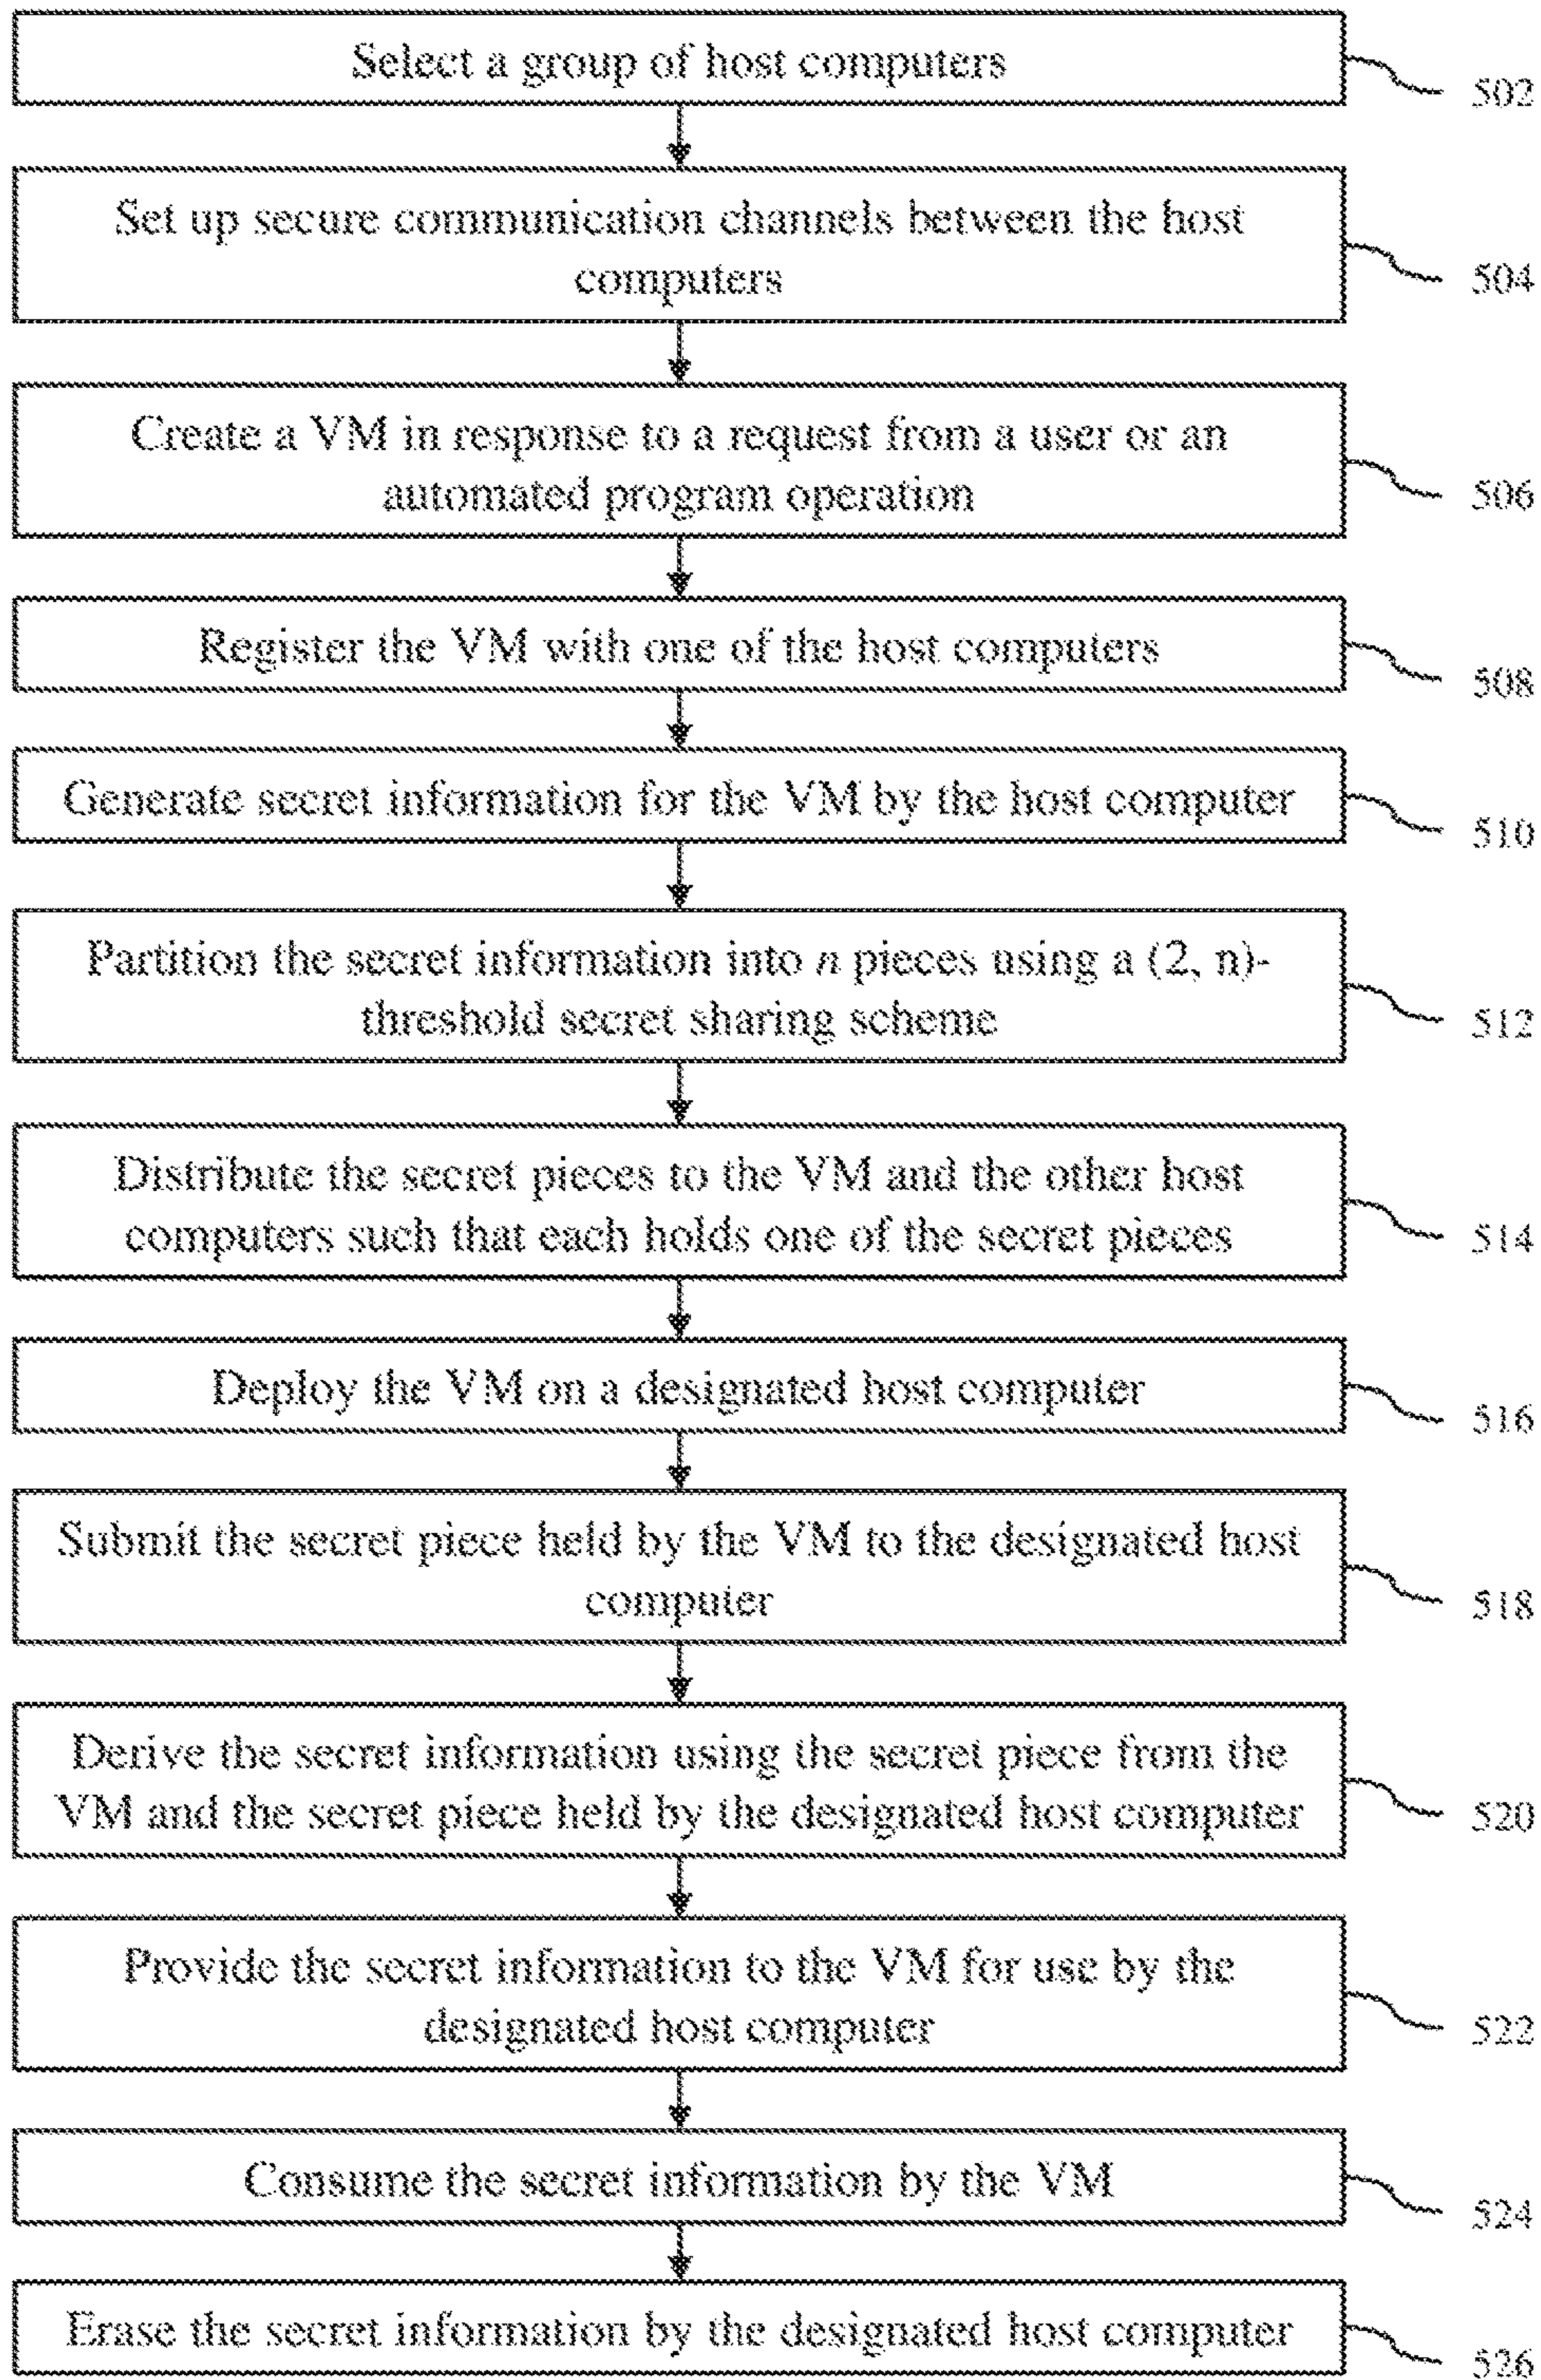 Select a group of host computers
502
Set up secure communication channels between the host
computers
504
Create a VM in response to a request from a user or an
automated program operation
506
Register the VM with one of the host computers
508
Generate secret information for the VM by the host computer
510
Partition the secret information into n pieces using a (2, n)-
threshold secret sharing scheme
512
Distribute the secret pieces to the VM and the other host
computers such that each holds one of the secret pieces
514
Deploy the VM on a designated host computer
516
Submit the secret piece held by the VM to the designated host
computer
518
Derive the secret information using the secret piece from the
VM and the secret piece held by the designated host computer
520
Provide the secret information to the VM for use by the
designated host computer
522
Consume the secret information by the VM
524
Erase the secret information by the designated host computer
526